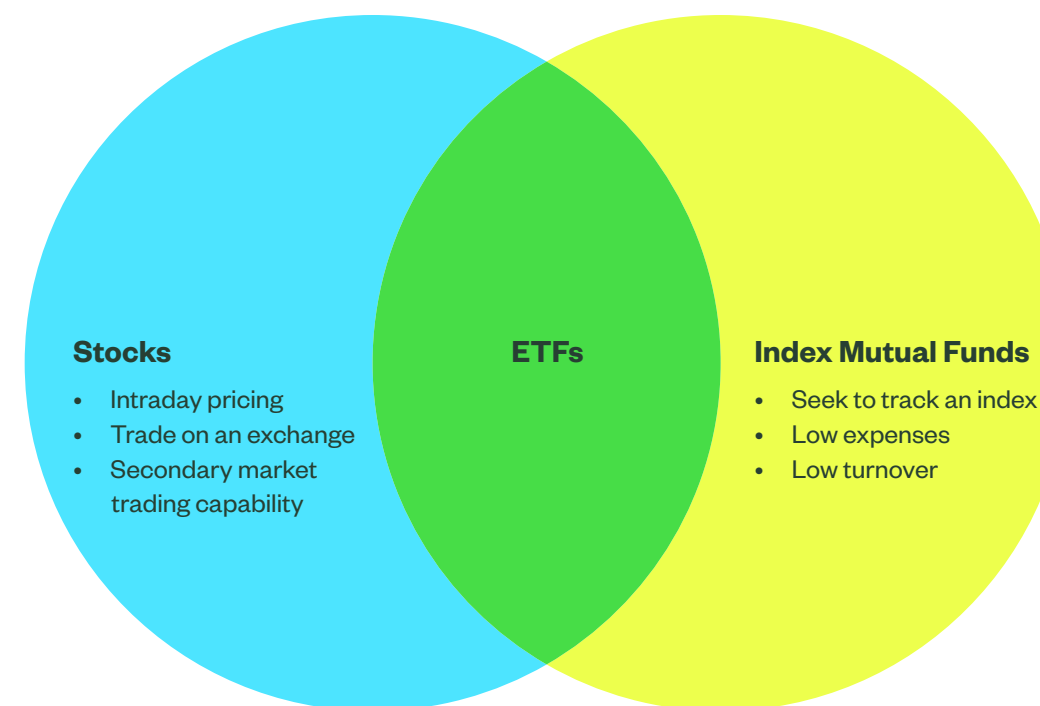 Stocks
• Intraday pricing
• Trade on an exchange
• Secondary market
trading capability
ETFs
Index Mutual Funds
• Seek to track an index
• Low expenses
• Low turnover